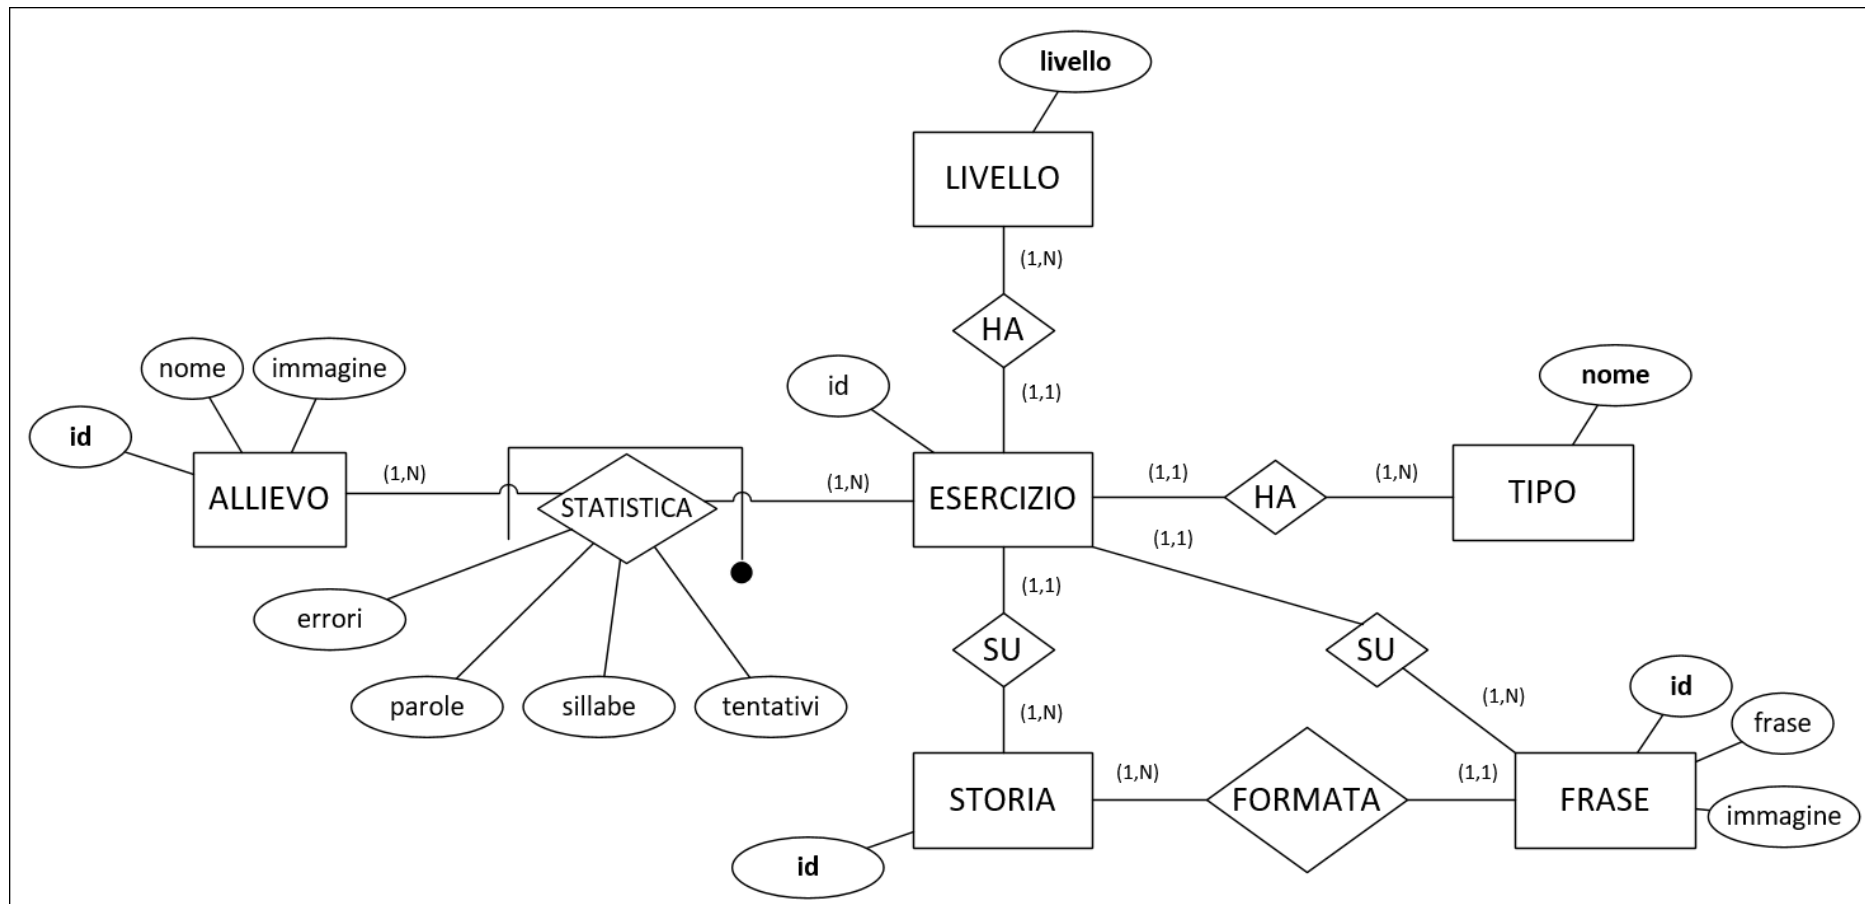 livello
LIVELLO
(1,N)
HA
(1,1)
nome
immagine
id
id
nome
ALLIEVO
(1,N)
STATISTICA
(1,N)
ESERCIZIO
(1,1)
HA
(1,N)
TIPO
(1,1)
(1,1)
errori
parole
sillabe
tentativi
SU
SU
(1,N)
(1,N)
id
frase
immagine
STORIA
(1,N)
FORMATA
(1,1)
FRASE
id